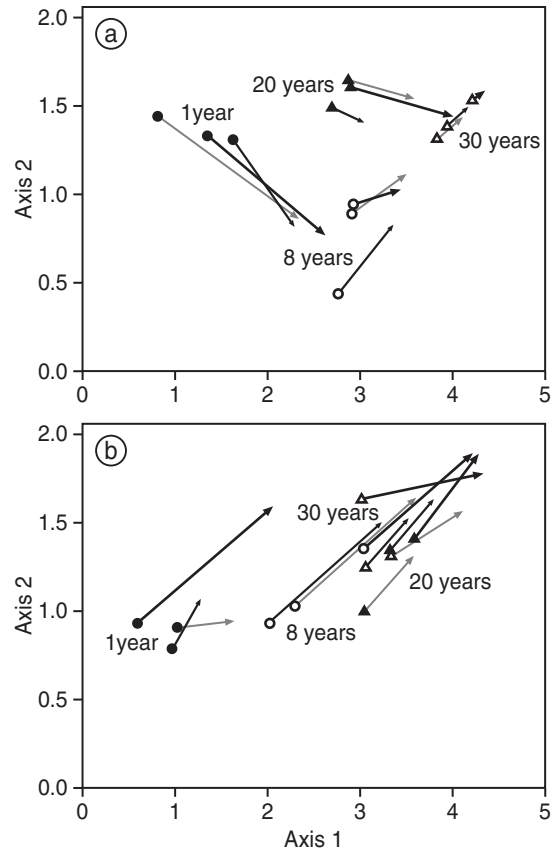 2.0
a
20 years
1year
1.5
30 years
Axis 2
1.0
8 years
0.5
0.0
0 1 2 3 4 5
2.0
b
30 years
1.5
20 years
Axis 2
1.0
8 years
1year
0.5
0.0
0 1 2 3 4 5
Axis 1